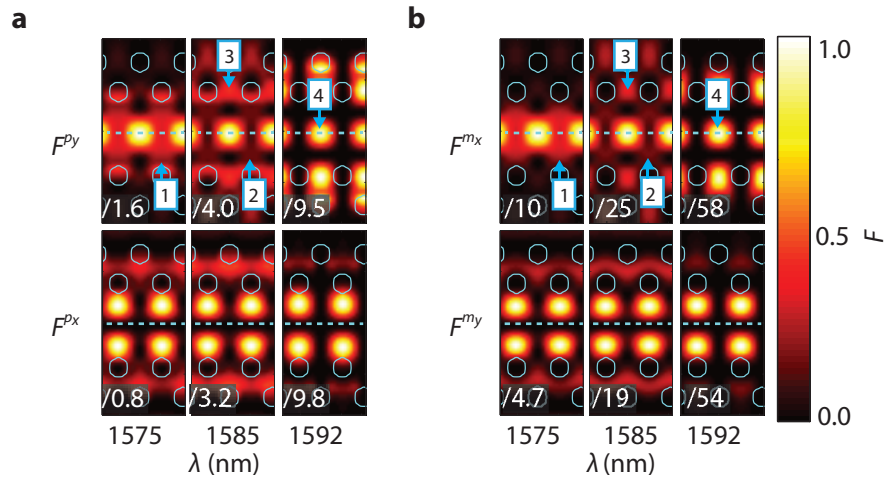 a
b
3
4
1
2
/1.6
/4.0
/9.5
F^py
3
4
1
2
/10
/25
/58
F^mx
1.0
0.5
0.0
F
F^px
/0.8
/3.2
/9.8
F^my
/4.7
/19
/54
1575 1585 1592
λ (nm)
1575 1585 1592
λ (nm)